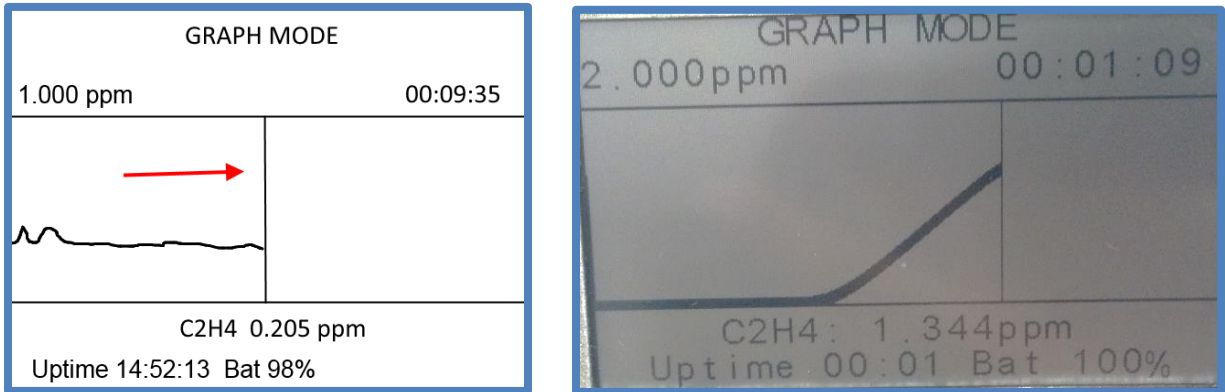 GRAPH MODE
1.000 ppm 00:09:35
C2H4 0.205 ppm
Uptime 14:52:13 Bat 98%
GRAPH MODE
2.000ppm 00:01:09
C2H4: 1.344ppm
Uptime 00:01 Bat 100%